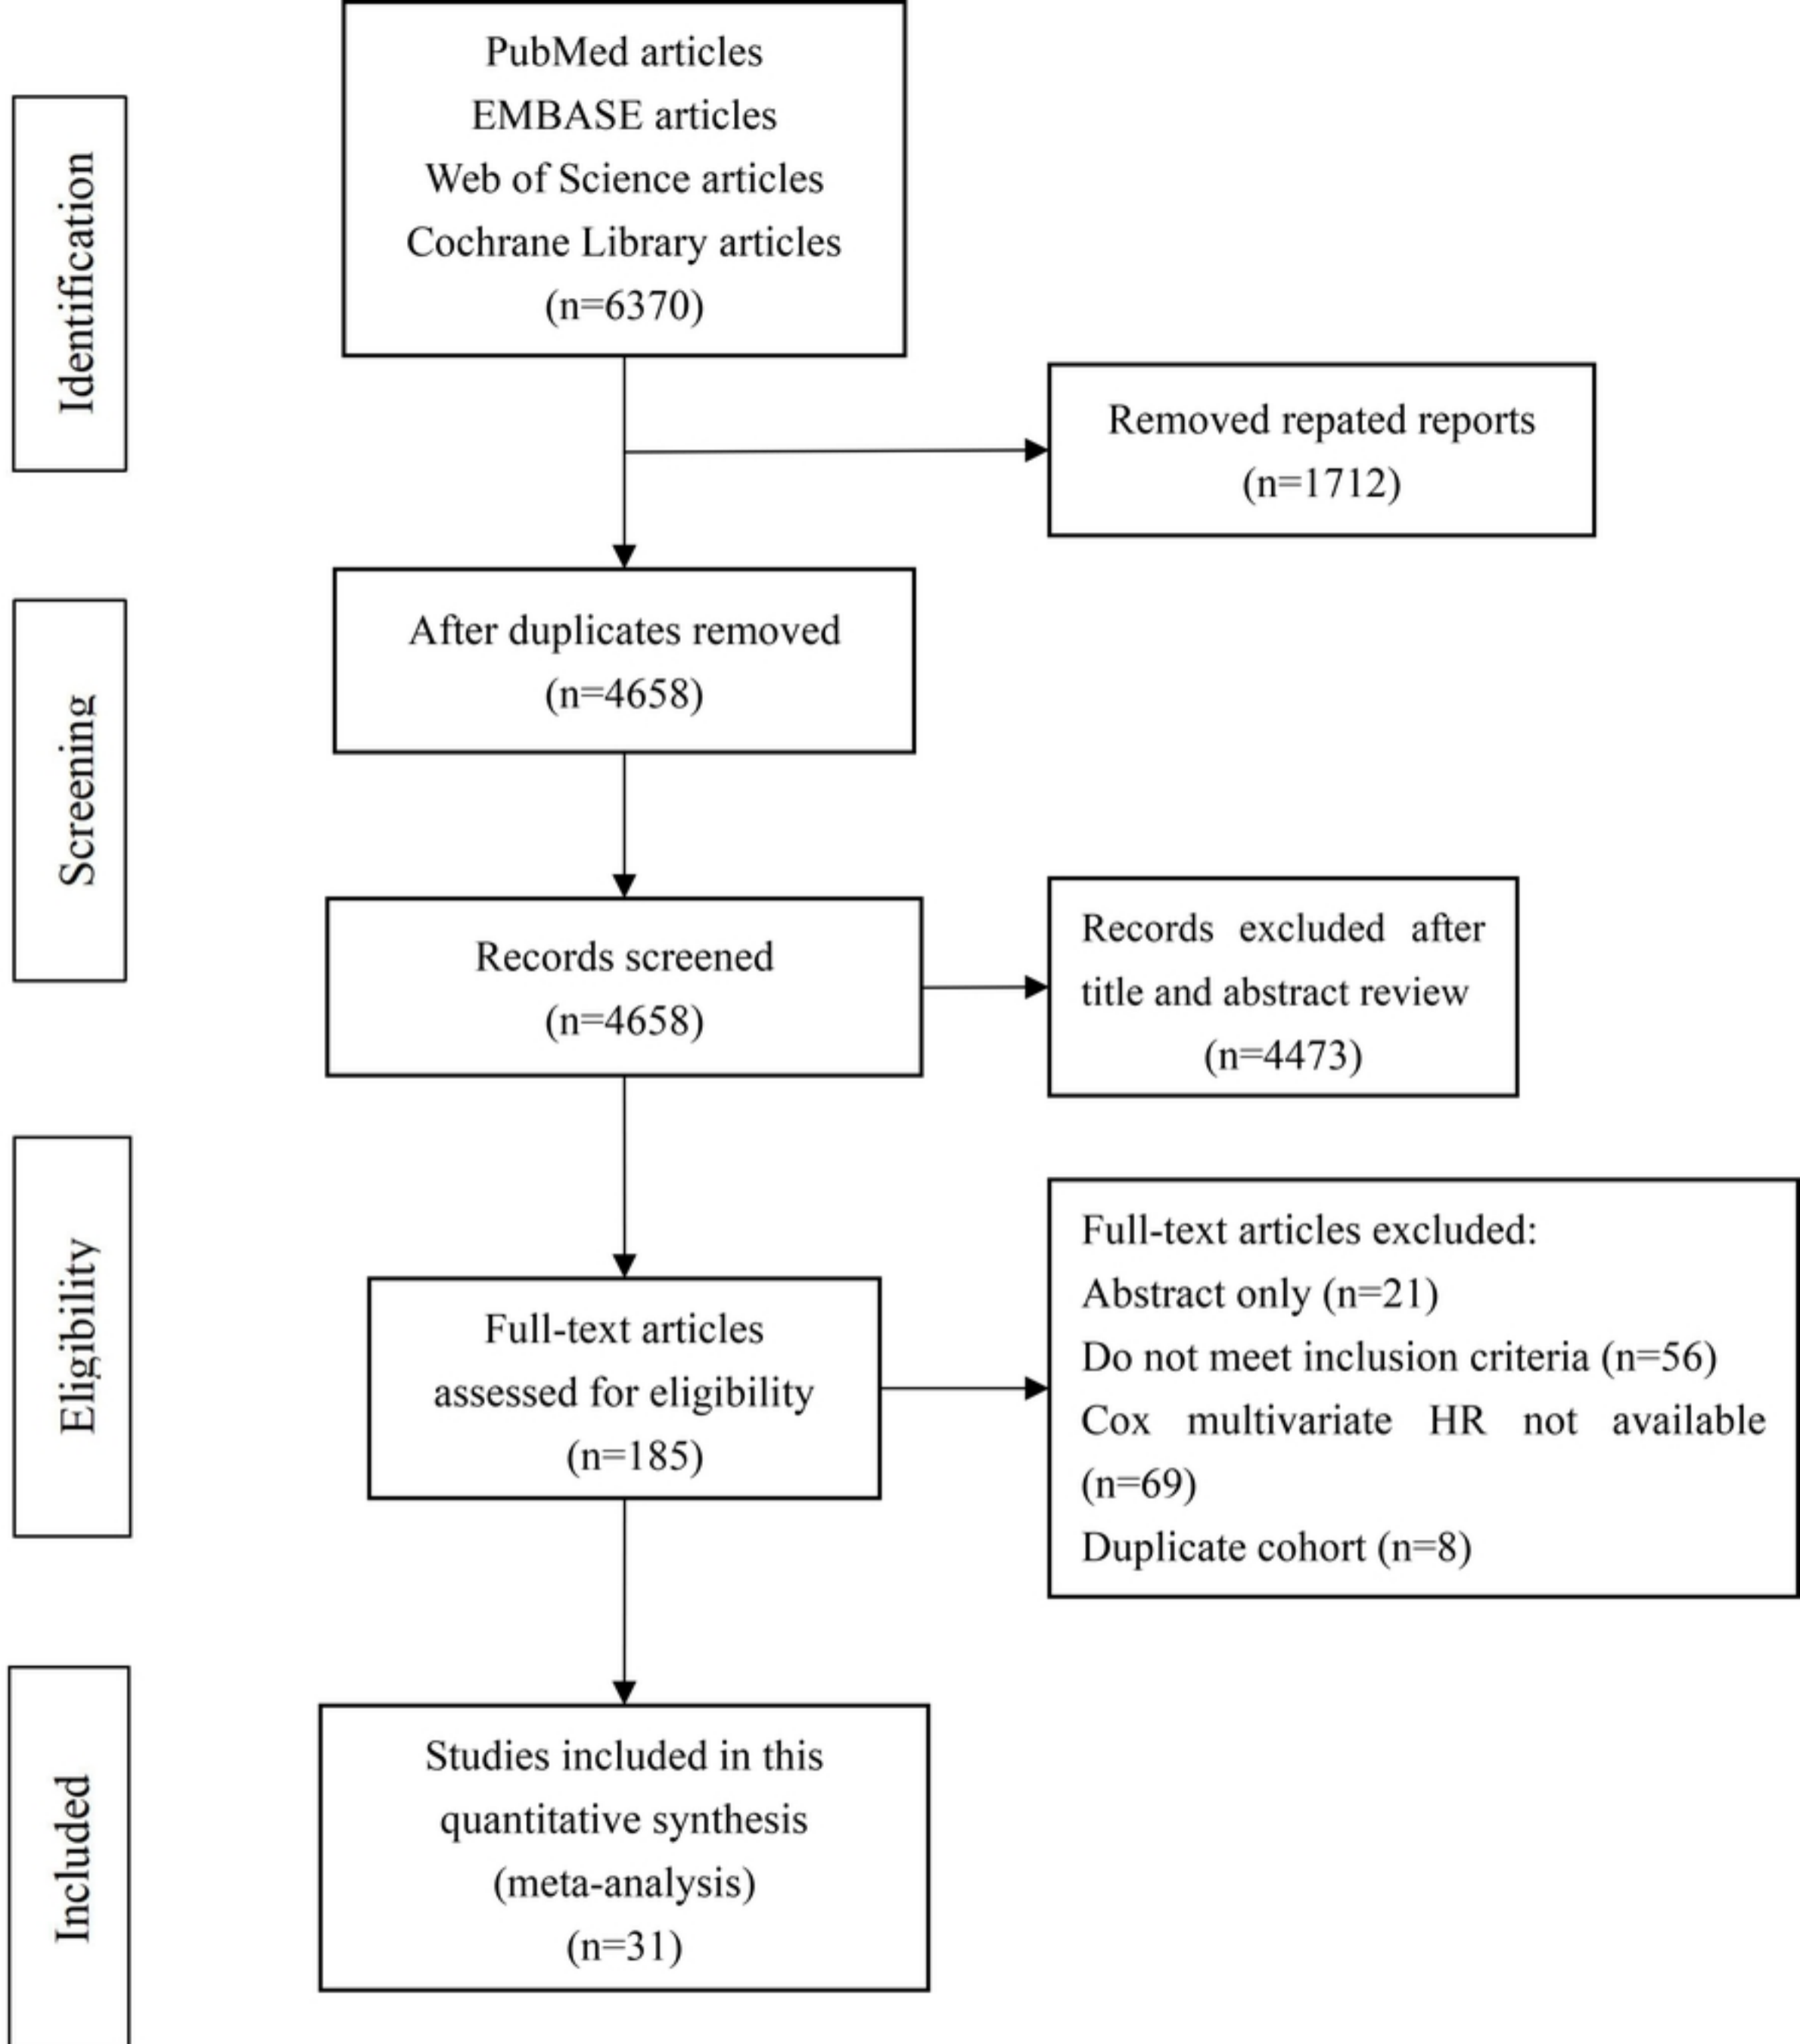 Identification
PubMed articles
EMBASE articles
Web of Science articles
Cochrane Library articles
(n=6370)
Removed repated reports
(n=1712)
Screening
After duplicates removed
(n=4658)
Records screened
(n=4658)
Records excluded after
title and abstract review
(n=4473)
Eligibility
Full-text articles
assessed for eligibility
(n=185)
Full-text articles excluded:
Abstract only (n=21)
Do not meet inclusion criteria (n=56)
Cox multivariate HR not available
(n=69)
Duplicate cohort (n=8)
Included
Studies included in this
quantitative synthesis
(meta-analysis)
(n=31)